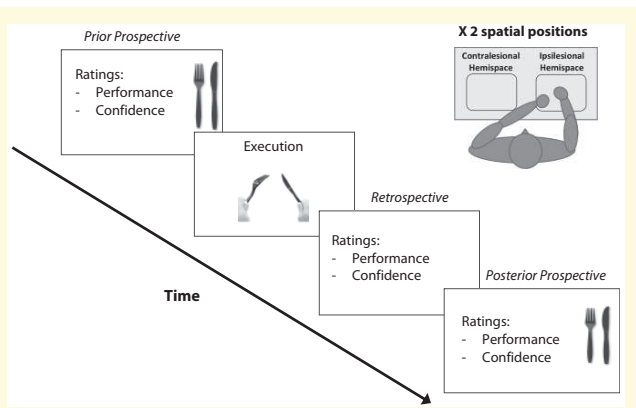 Prior Prospective
Ratings:
- Performance
- Confidence
X 2 spatial positions
Contralesional Ipsilesional
Hemispace Hemispace
Execution
Retrospective
Ratings:
- Performance
- Confidence
Time
Posterior Prospective
Ratings:
- Performance
- Confidence